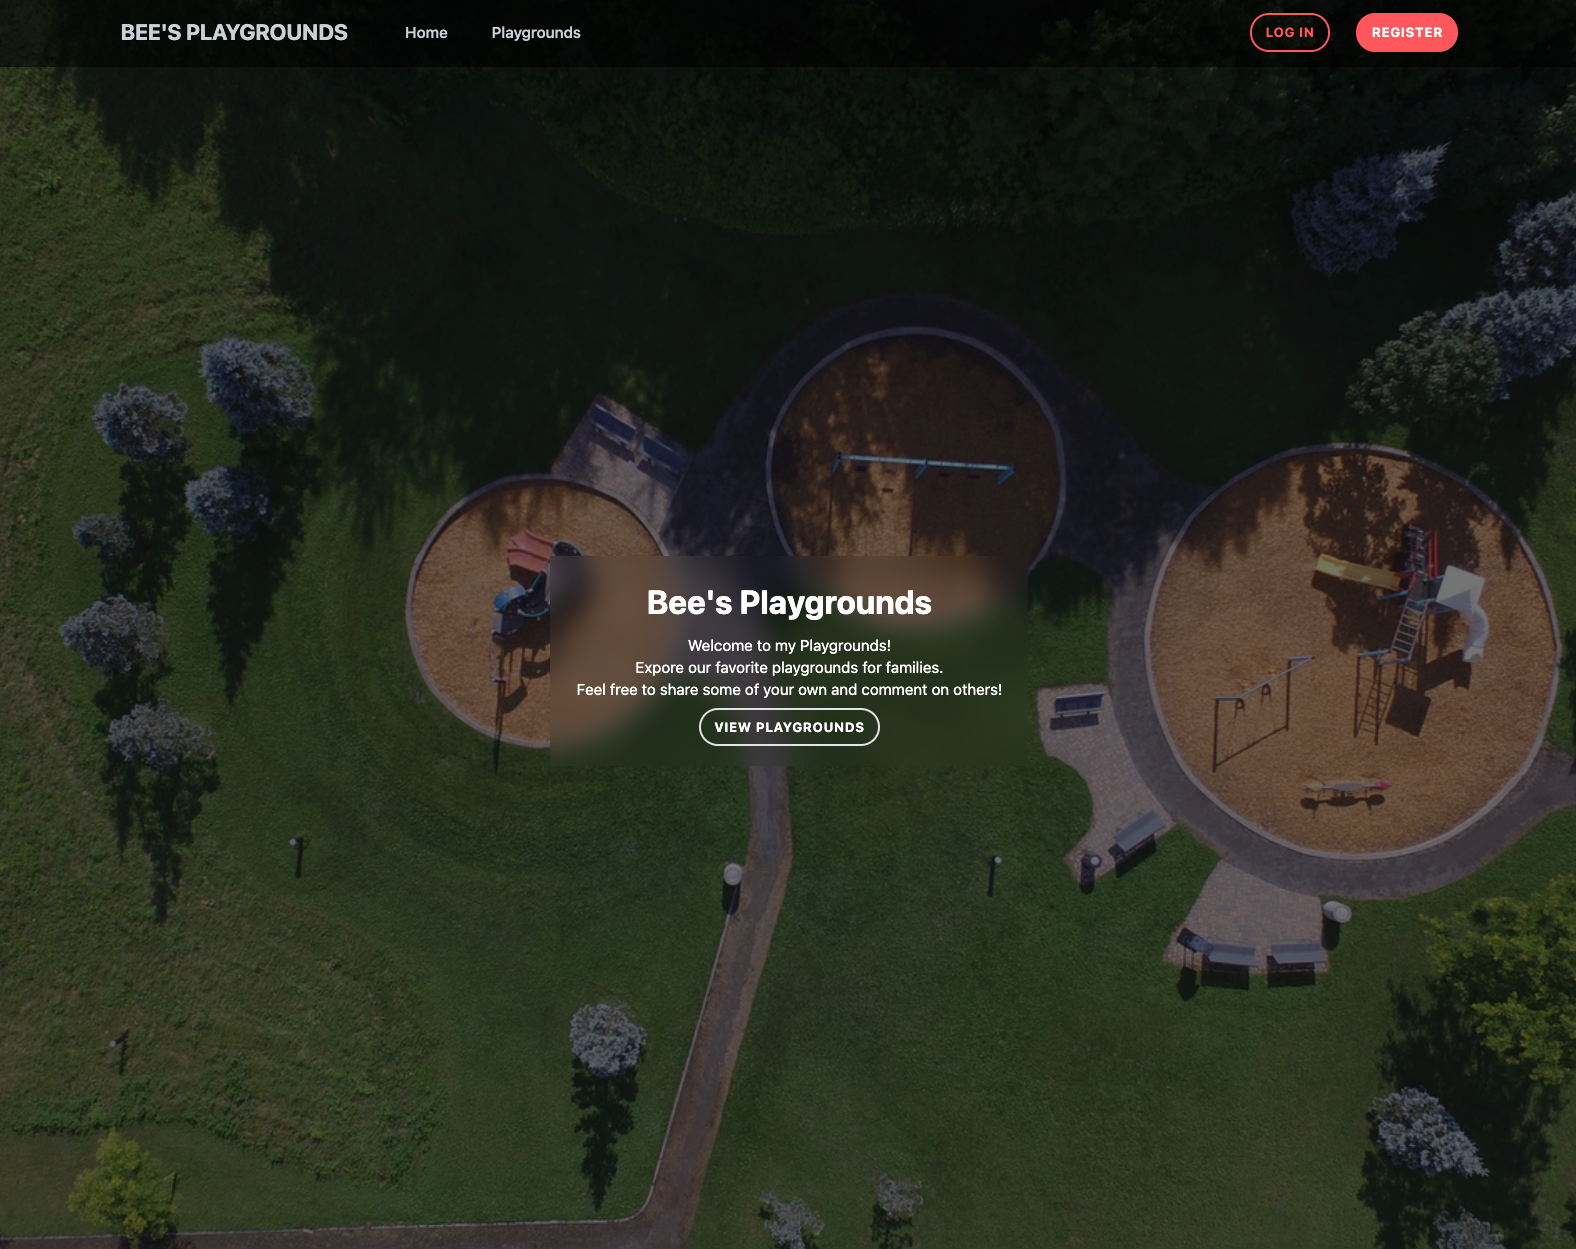 BEE'S PLAYGROUNDS
Home
Playgrounds
LOG IN
REGISTER
Bee's Playgrounds
Welcome to my Playgrounds!
Expore our favorite playgrounds for families.
Feel free to share some of your own and comment on others!
VIEW PLAYGROUNDS